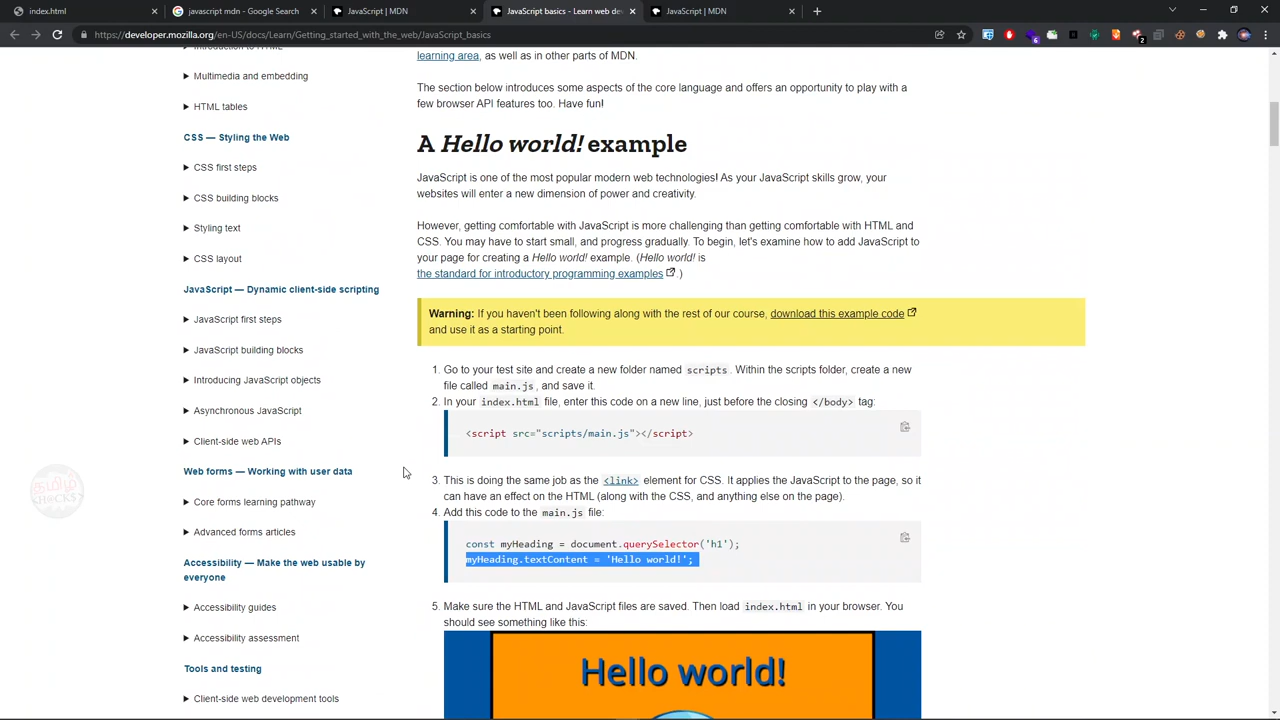 index.html
javascript mdn - Google Search
JavaScript | MDN
JavaScript basics - Learn web de
JavaScript | MDN
https://developer.mozilla.org/en-US/docs/Learn/Getting_started_with_the_web/JavaScript_basics
Introduction to HTML
Multimedia and embedding
HTML tables
CSS — Styling the Web
CSS first steps
CSS building blocks
Styling text
CSS layout
JavaScript — Dynamic client-side scripting
JavaScript first steps
JavaScript building blocks
Introducing JavaScript objects
Asynchronous JavaScript
Client-side web APIs
Web forms — Working with user data
Core forms learning pathway
Advanced forms articles
Accessibility — Make the web usable by
everyone
Accessibility guides
Accessibility assessment
Tools and testing
Client-side web development tools
learning area, as well as in other parts of MDN.
The section below introduces some aspects of the core language and offers an opportunity to play with a
few browser API features too. Have fun!
A Hello world! example
JavaScript is one of the most popular modern web technologies! As your JavaScript skills grow, your
websites will enter a new dimension of power and creativity.
However, getting comfortable with JavaScript is more challenging than getting comfortable with HTML and
CSS. You may have to start small, and progress gradually. To begin, let's examine how to add JavaScript to
your page for creating a Hello world! example. (Hello world! is
the standard for introductory programming examples .)
Warning: If you haven't been following along with the rest of our course, download this example code
and use it as a starting point.
1. Go to your test site and create a new folder named scripts. Within the scripts folder, create a new
file called main.js, and save it.
2. In your index.html file, enter this code on a new line, just before the closing </body> tag:
<script src="scripts/main.js"></script>
3. This is doing the same job as the <link> element for CSS. It applies the JavaScript to the page, so it
can have an effect on the HTML (along with the CSS, and anything else on the page).
4. Add this code to the main.js file:
const myHeading = document.querySelector('h1');
myHeading.textContent = 'Hello world!';
5. Make sure the HTML and JavaScript files are saved. Then load index.html in your browser. You
should see something like this:
Hello world!
தமிழ்